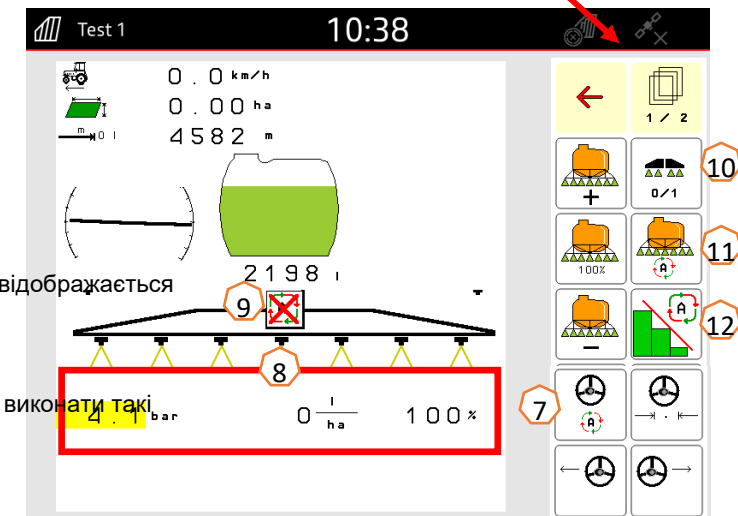 Test 1
10:38
0.0 km/h
0.00 ha
m
0 l
4582 m
1 / 2
+
0/1
10
100%
A
11
2198 l
відображається
9
−
A
12
8
виконати такі
4.1 bar
0 l/ha
100%
7
A